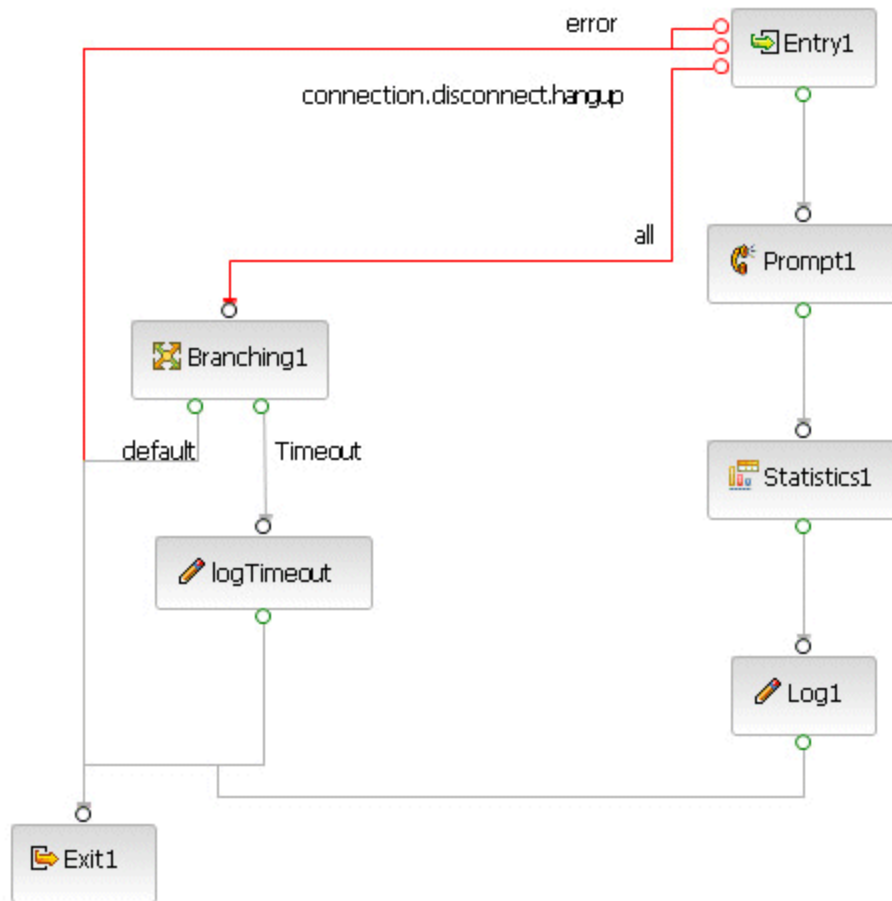 error
Entry1
connection.disconnect.hangup
all
Prompt1
Branching1
default
Timeout
Statistics1
logTimeout
Log1
Exit1